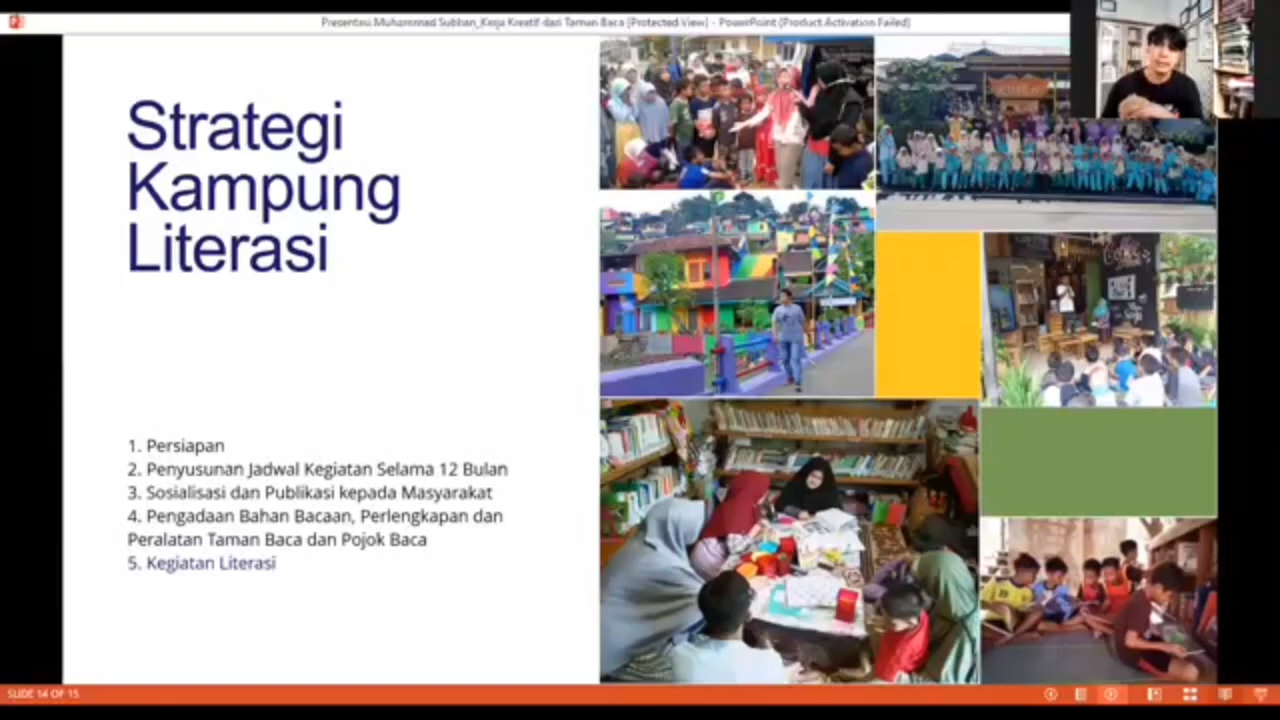 Presentasi Muhammad Subhan_Kerja Kreatif dari Taman Baca [Protected View] - PowerPoint (Product Activation Failed)
Strategi
Kampung
Literasi
1. Persiapan
2. Penyusunan Jadwal Kegiatan Selama 12 Bulan
3. Sosialisasi dan Publikasi kepada Masyarakat
4. Pengadaan Bahan Bacaan, Perlengkapan dan
Peralatan Taman Baca dan Pojok Baca
5. Kegiatan Literasi
SLIDE 14 OF 15